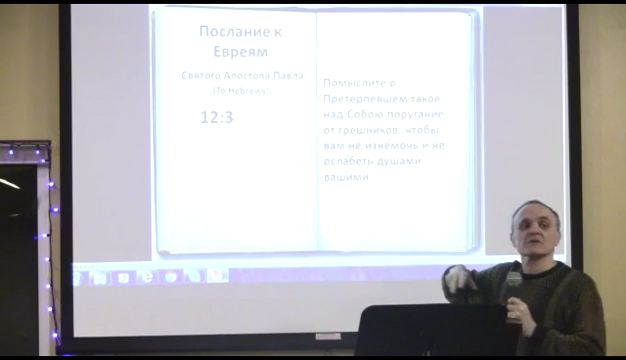 Послание к
Евреям
Святого Апостола Павла
(To Hebrews)
12:3
Помыслите о
Претерпевшем такое
над Собою поругание
от грешников, чтобы
вам не изнемочь и не
ослабеть душами
вашими